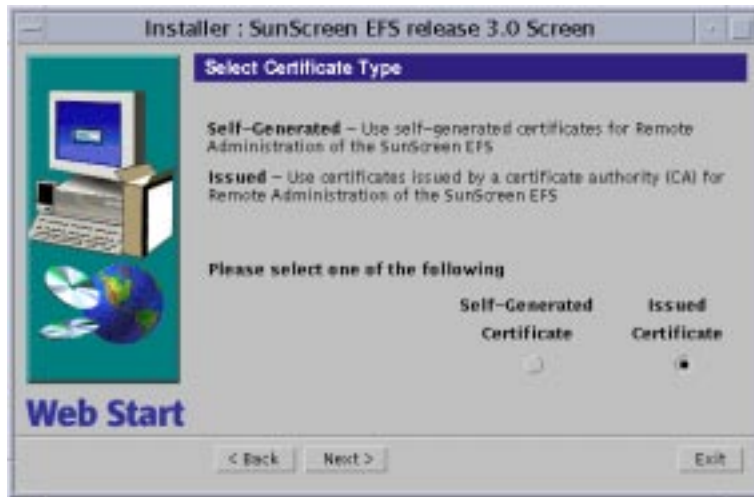 Installer : SunScreen EFS release 3.0 Screen
Select Certificate Type
Self-Generated – Use self-generated certificates for Remote
Administration of the SunScreen EFS
Issued – Use certificates issued by a certificate authority (CA) for
Remote Administration of the SunScreen EFS
Please select one of the following
Self-Generated Issued
Certificate Certificate
Web Start
< Back Next > Exit